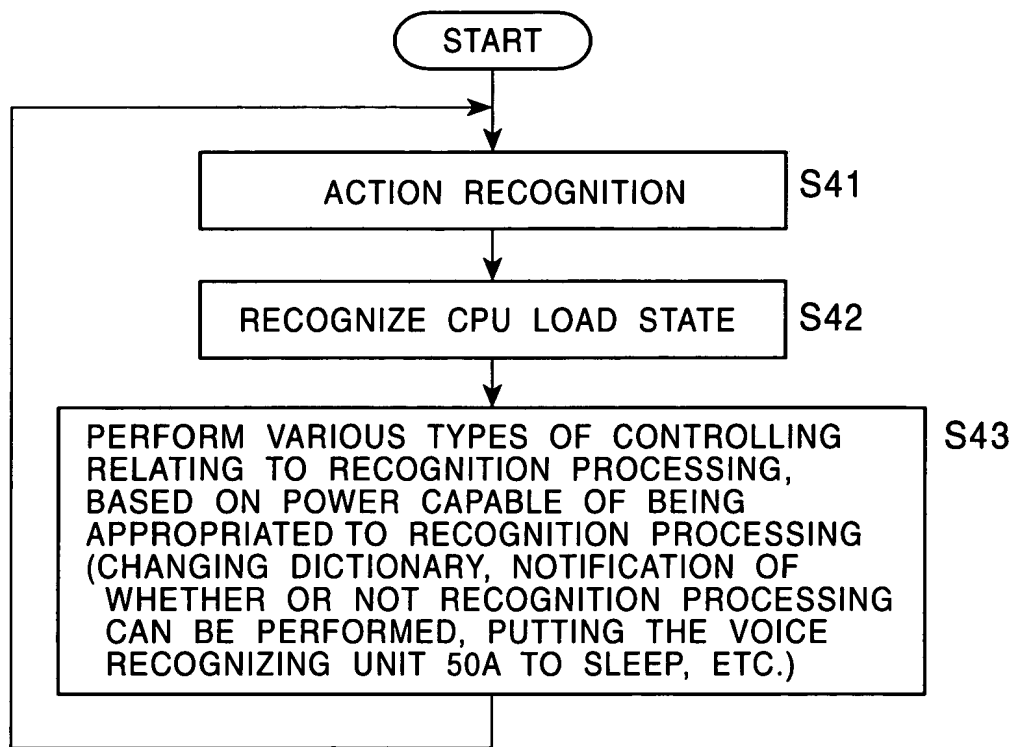 START
ACTION RECOGNITION
S41
RECOGNIZE CPU LOAD STATE
S42
PERFORM VARIOUS TYPES OF CONTROLLING
RELATING TO RECOGNITION PROCESSING,
BASED ON POWER CAPABLE OF BEING
APPROPRIATED TO RECOGNITION PROCESSING
(CHANGING DICTIONARY, NOTIFICATION OF
WHETHER OR NOT RECOGNITION PROCESSING
CAN BE PERFORMED, PUTTING THE VOICE
RECOGNIZING UNIT 50A TO SLEEP, ETC.)
S43